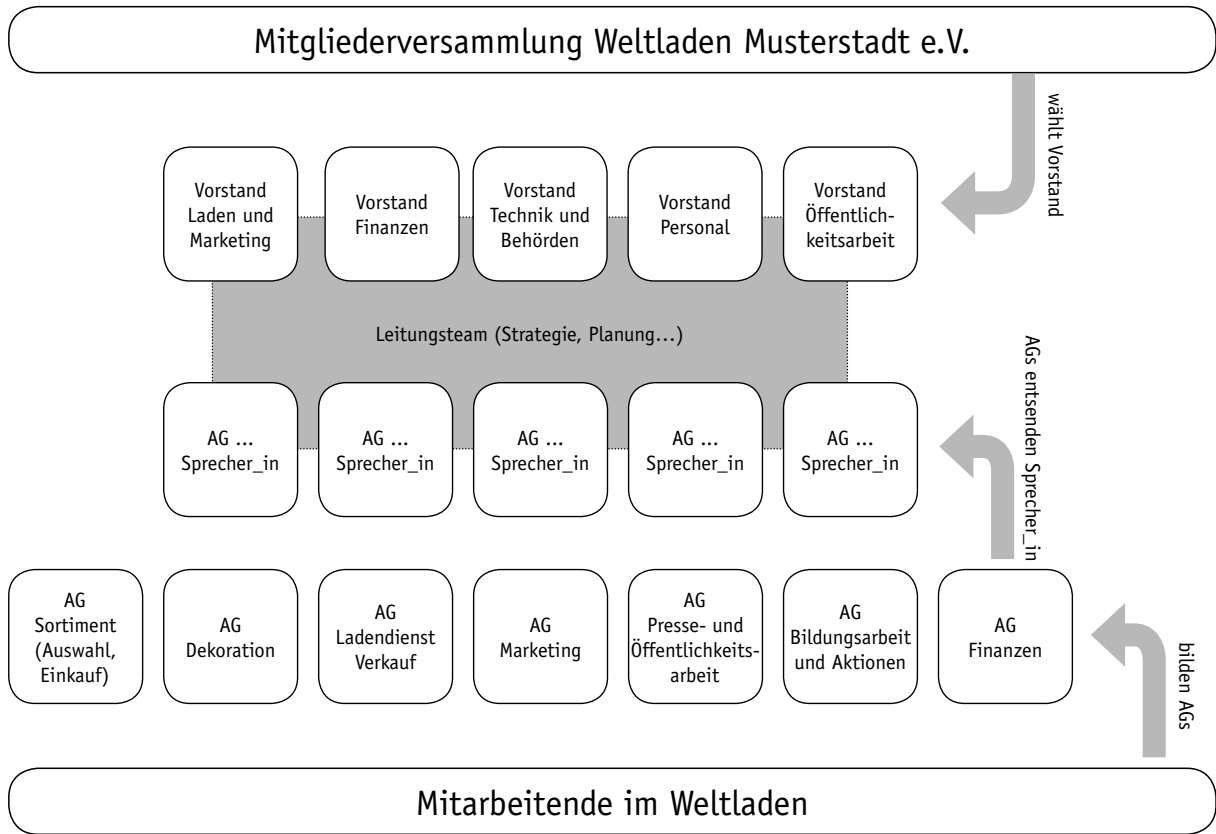 Mitgliederversammlung Weltladen Musterstadt e.V.
wählt Vorstand
Vorstand
Laden und
Marketing
Vorstand
Finanzen
Vorstand
Technik und
Behörden
Vorstand
Personal
Vorstand
Öffentlich-
keitsarbeit
Leitungsteam (Strategie, Planung...)
AGs entsenden Sprecher_in
AG ...
Sprecher_in
AG ...
Sprecher_in
AG ...
Sprecher_in
AG ...
Sprecher_in
AG ...
Sprecher_in
AG
Sortiment
(Auswahl,
Einkauf)
AG
Dekoration
AG
Ladendienst
Verkauf
AG
Marketing
AG
Presse- und
Öffentlichkeits-
arbeit
AG
Bildungsarbeit
und Aktionen
AG
Finanzen
bilden AGs
Mitarbeitende im Weltladen